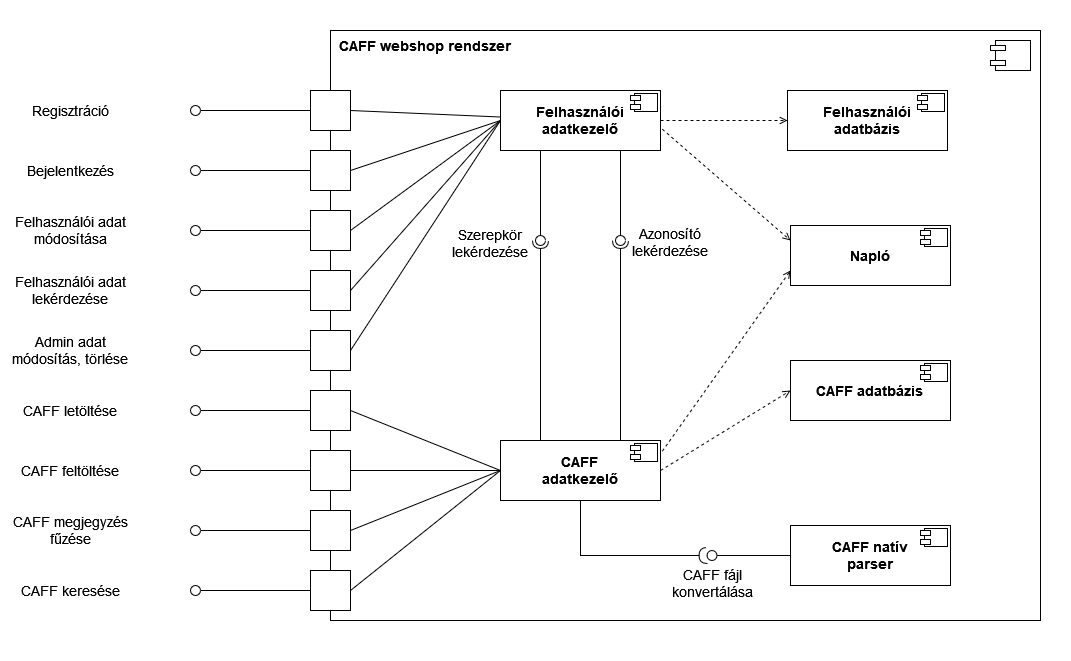 CAFF webshop rendszer
Regisztráció
Bejelentkezés
Felhasználói adat
módosítása
Felhasználói adat
lekérdezése
Admin adat
módosítás, törlése
CAFF letöltése
CAFF feltöltése
CAFF megjegyzés
fűzése
CAFF keresése
Felhasználói
adatkezelő
Szerepkör
lekérdezése
Azonosító
lekérdezése
CAFF
adatkezelő
Felhasználói
adatbázis
Napló
CAFF adatbázis
CAFF natív
parser
CAFF fájl
konvertálása